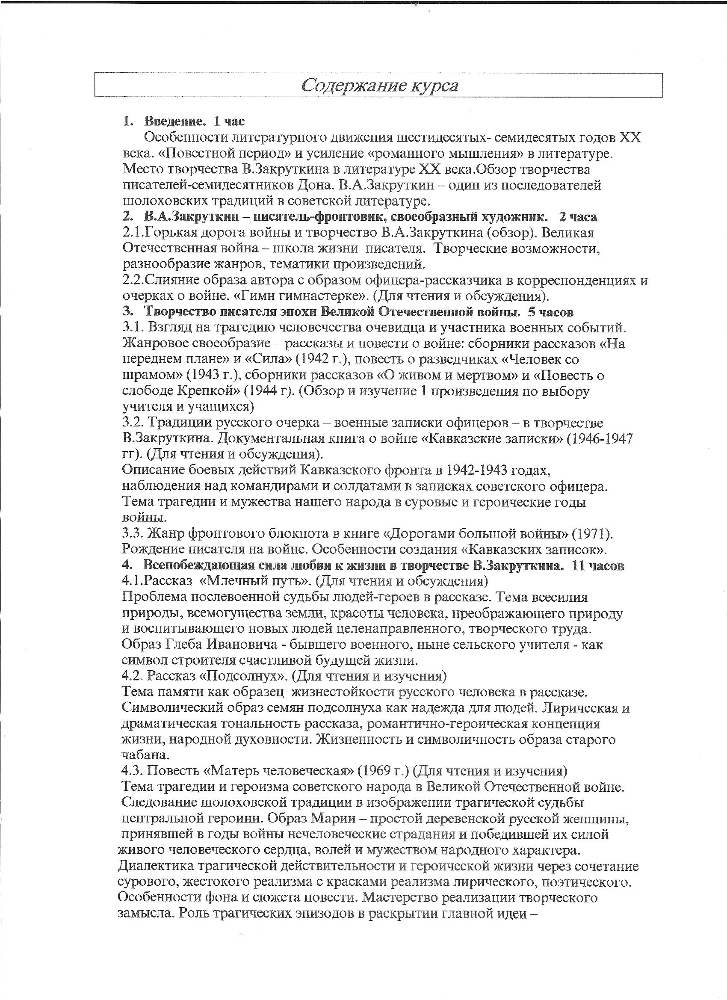 Содержание курса
1. Введение. 1 час
Особенности литературного движения шестидесятых- семидесятых годов XX
века. «Повестной период» и усиление «романного мышления» в литературе.
Место творчества В.Закруткина в литературе XX века.Обзор творчества
писателей-семидесятников Дона. В.А.Закруткин – один из последователей
шолоховских традиций в советской литературе.
2. В.А.Закруткин – писатель-фронтовик, своеобразный художник. 2 часа
2.1.Горькая дорога войны и творчество В.А.Закруткина (обзор). Великая
Отечественная война – школа жизни писателя. Творческие возможности,
разнообразие жанров, тематики произведений.
2.2.Слияние образа автора с образом офицера-рассказчика в корреспонденциях и
очерках о войне. «Гимн гимнастерке». (Для чтения и обсуждения).
3. Творчество писателя эпохи Великой Отечественной войны. 5 часов
3.1. Взгляд на трагедию человечества очевидца и участника военных событий.
Жанровое своеобразие – рассказы и повести о войне: сборники рассказов «На
переднем плане» и «Сила» (1942 г.), повесть о разведчиках «Человек со
шрамом» (1943 г.), сборники рассказов «О живом и мертвом» и «Повесть о
слободе Крепкой» (1944 г). (Обзор и изучение 1 произведения по выбору
учителя и учащихся)
3.2. Традиции русского очерка – военные записки офицеров – в творчестве
В.Закруткина. Документальная книга о войне «Кавказские записки» (1946-1947
гг). (Для чтения и обсуждения).
Описание боевых действий Кавказского фронта в 1942-1943 годах,
наблюдения над командирами и солдатами в записках советского офицера.
Тема трагедии и мужества нашего народа в суровые и героические годы
войны.
3.3. Жанр фронтового блокнота в книге «Дорогами большой войны» (1971).
Рождение писателя на войне. Особенности создания «Кавказских записок».
4. Всепобеждающая сила любви к жизни в творчестве В.Закруткина. 11 часов
4.1.Рассказ «Млечный путь». (Для чтения и обсуждения)
Проблема послевоенной судьбы людей-героев в рассказе. Тема всесилия
природы, всемогущества земли, красоты человека, преображающего природу
и воспитывающего новых людей целенаправленного, творческого труда.
Образ Глеба Ивановича - бывшего военного, ныне сельского учителя - как
символ строителя счастливой будущей жизни.
4.2. Рассказ «Подсолнух». (Для чтения и изучения)
Тема памяти как образец жизнестойкости русского человека в рассказе.
Символический образ семян подсолнуха как надежда для людей. Лирическая и
драматическая тональность рассказа, романтично-героическая концепция
жизни, народной духовности. Жизненность и символичность образа старого
чабана.
4.3. Повесть «Матерь человеческая» (1969 г.) (Для чтения и изучения)
Тема трагедии и героизма советского народа в Великой Отечественной войне.
Следование шолоховской традиции в изображении трагической судьбы
центральной героини. Образ Марии – простой деревенской русской женщины,
принявшей в годы войны нечеловеческие страдания и победившей их силой
живого человеческого сердца, волей и мужеством народного характера.
Диалектика трагической действительности и героической жизни через сочетание
сурового, жестокого реализма с красками реализма лирического, поэтического.
Особенности фона и сюжета повести. Мастерство реализации творческого
замысла. Роль трагических эпизодов в раскрытии главной идеи –